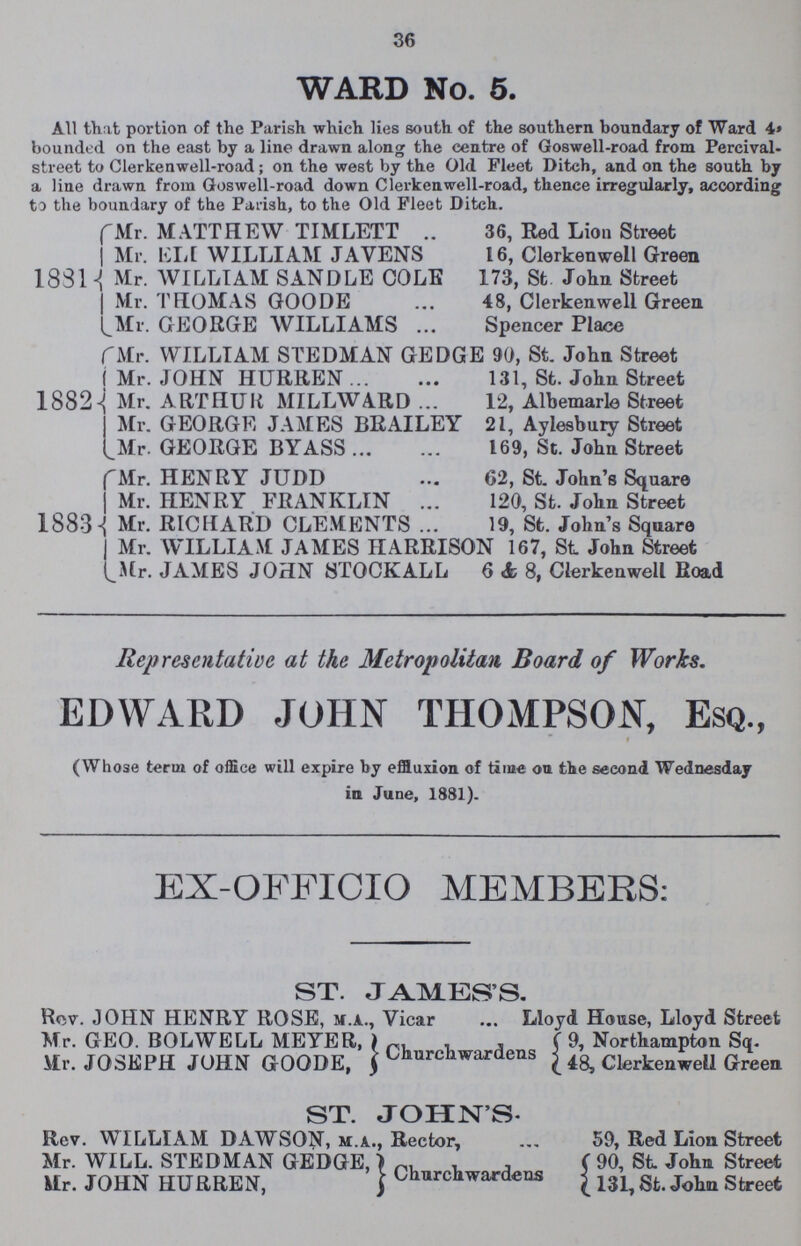 36
WARD No. 5.
All that portion of the Parish which lies south of the southern boundary of Ward 4,
bounded on the east by a line drawn along the centre of Goswell-road from Percival-
street to Clerkenwell-road; on the west by the Old Fleet Ditch, and on the south by
a line drawn from Goswell-road down Clerkenwell-road, thence irregularly, according
to the boundary of the Parish, to the Old Fleet Ditch.
Mr. MATTHEW TIMLETT .. 36, Red Lion Street
Mr. ELI WILLIAM JAVENS 16, Clerkenwell Green
1881 Mr. WILLIAM SANDLE COLE 173, St. John Street
Mr. THOMAS GOODE ... 48, Clerkenwell Green
Mr. GEORGE WILLIAMS ... Spencer Place
Mr. WILLIAM STEDMAN GEDGE 90, St. John Street
Mr. JOHN HURREN ... ... 131, St. John Street
1882 Mr. ARTHUR MILLWARD ... 12, Albemarle Street
Mr. GEORGE JAMES BRAILEY 21, Aylesbury Street
Mr. GEORGE BYASS ... ... 169, St. John Street
Mr. HENRY JUDD ... 62, St. John's Square
Mr. HENRY FRANKLIN ... 120, St. John Street
1883 Mr. RICHARD CLEMENTS ... 19, St. John's Square
Mr. WILLIAM JAMES HARRISON 167, St. John Street
Mr. JAMES JOHN STOCKALL 6 & 8, Clerkenwell Road
Representative at the Metropolitan Board of Works.
EDWARD JOHN THOMPSON, Esq.,
(Whose term of office will expire by effluxion of time on the second Wednesday
in June, 1881).
EX-OFFICIO MEMBERS:
ST. JAMES'S.
Rev. JOHN HENRY ROSE, M.A., Vicar ... Lloyd House, Lloyd Street
Mr. GEO. BOLWELL MEYER, } Churchwardens { 9, Northampton Sq.
Mr. JOSEPH JOHN GOODE, } { 48, Clerkenwell Green
ST. JOHN'S.
Rev. WILLIAM DAWSON, M.A., Rector, ... 59, Red Lion Street
Mr. WILL. STEDMAN GEDGE, } Churchwardens { 90, St. John Street
Mr. JOHN HURREN, } { 131, St. John Street